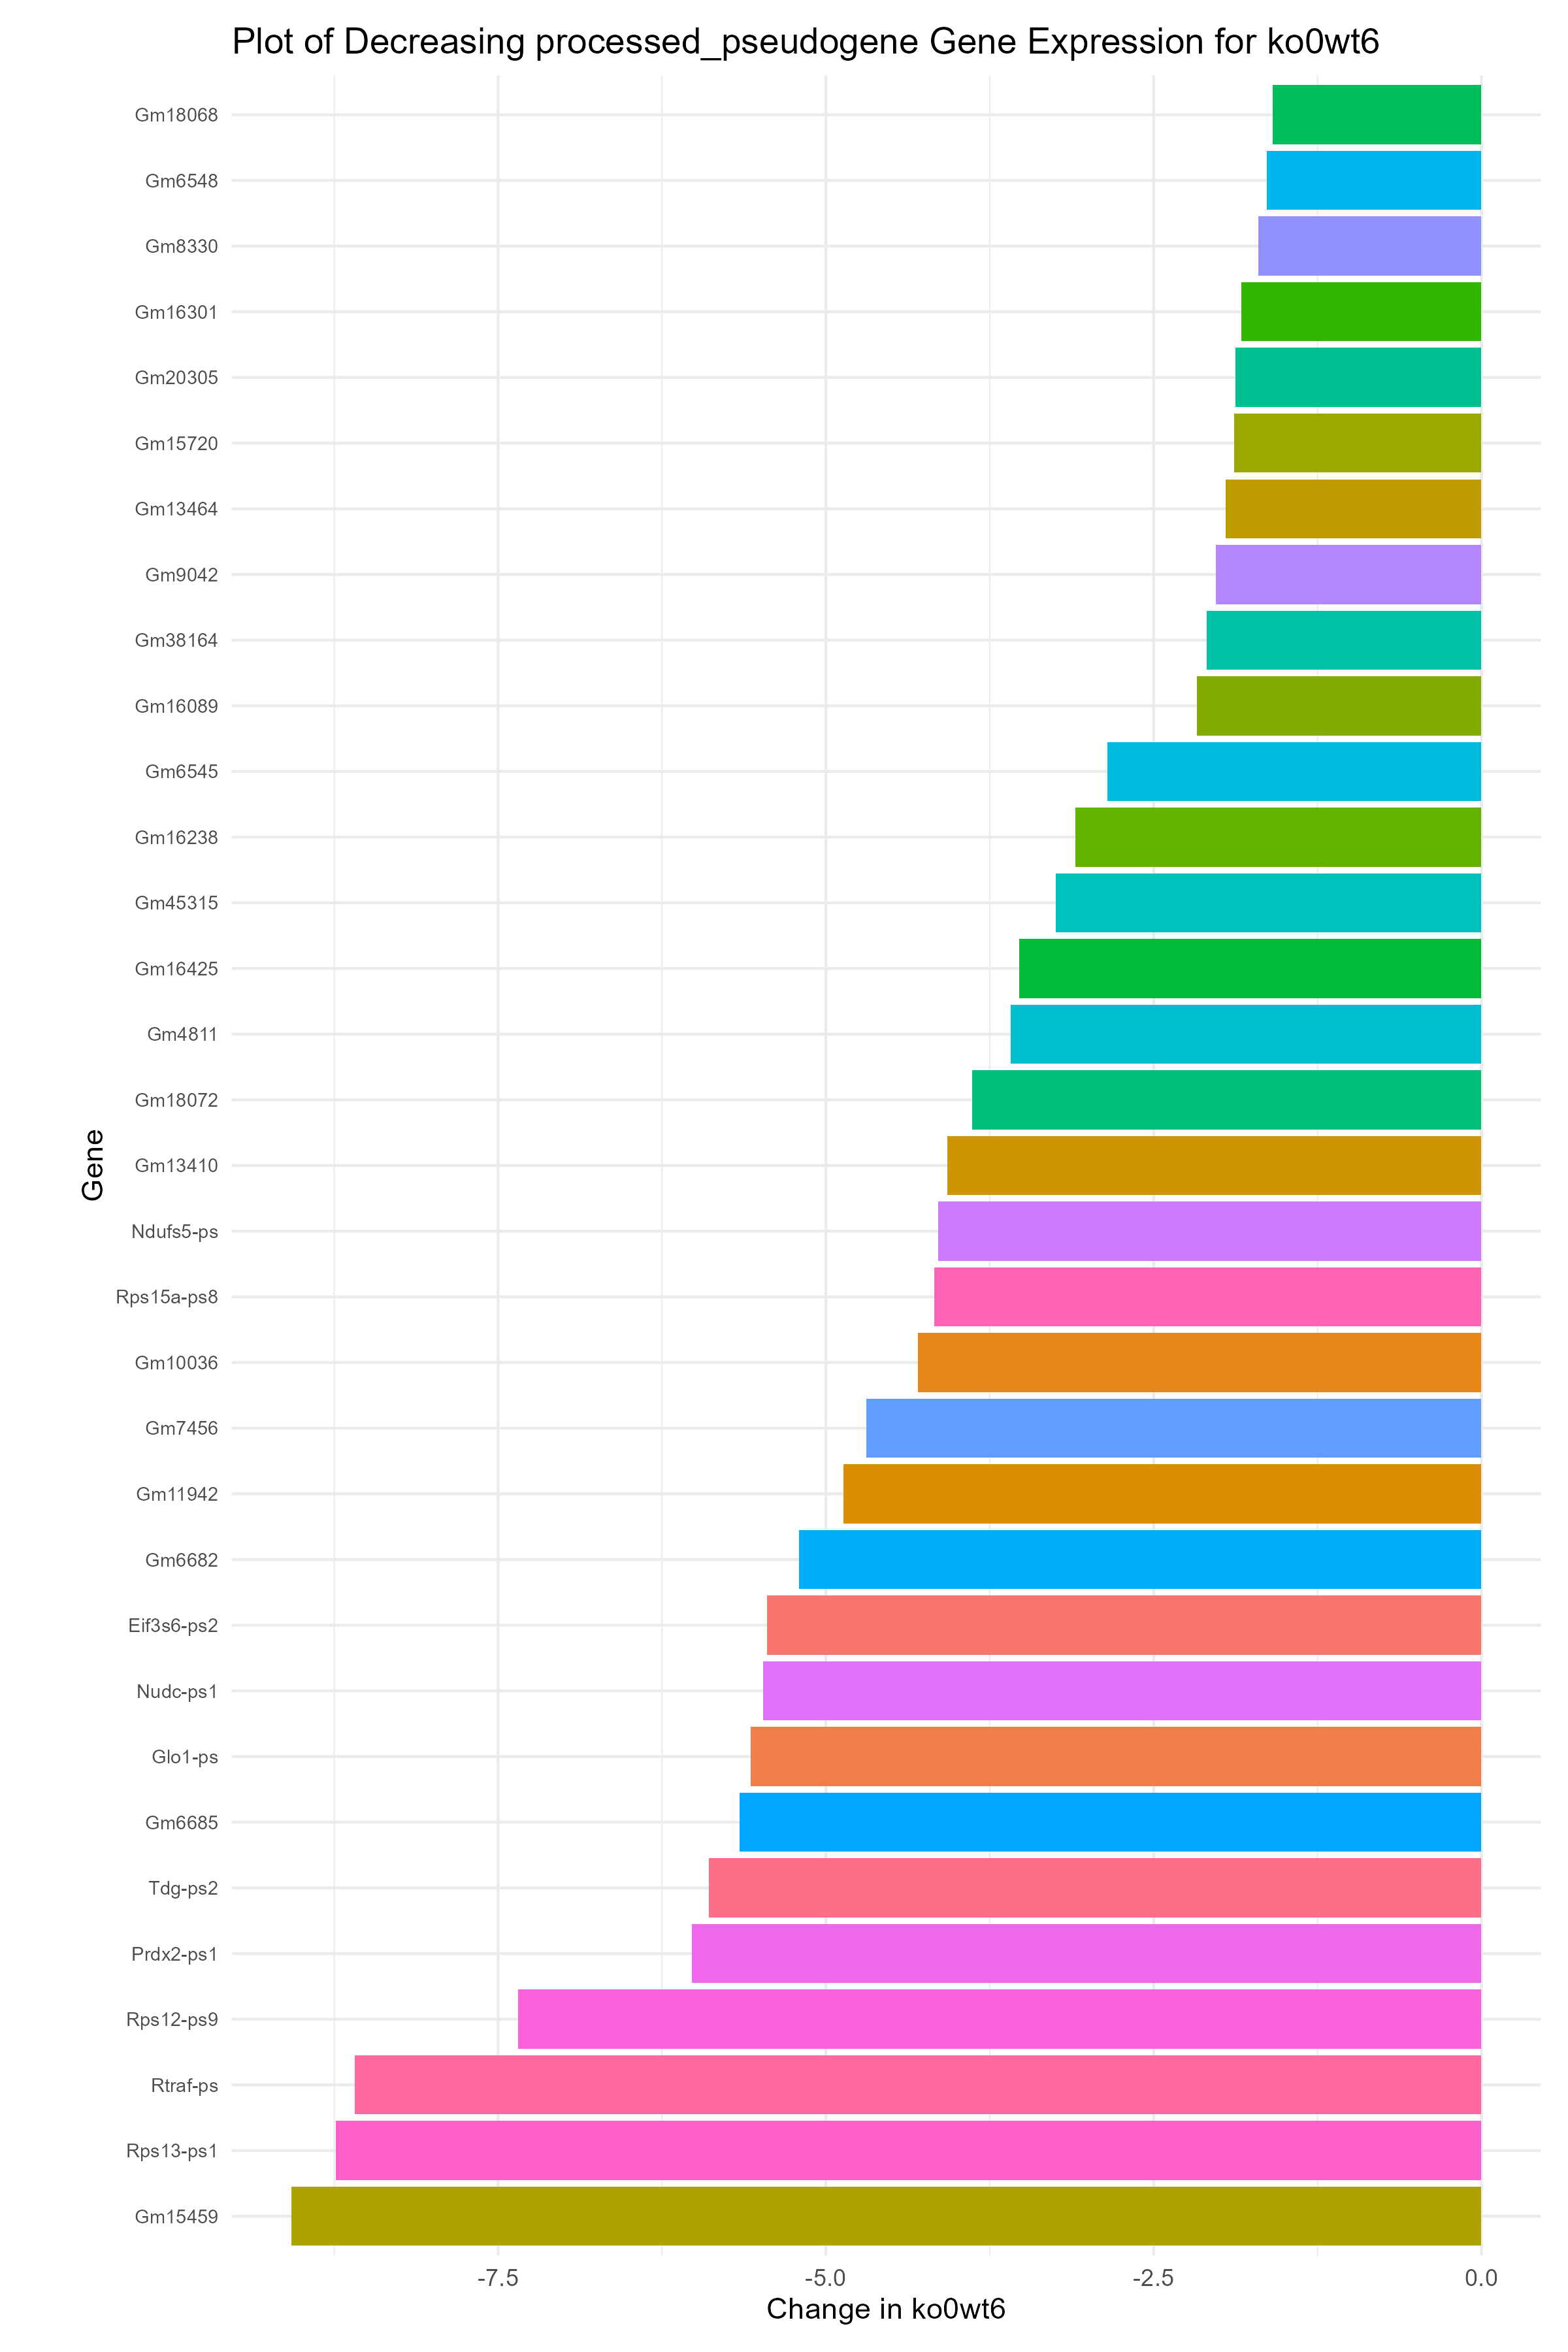 Plot of Decreasing processed_pseudogene Gene Expression for ko0wt6
Gm18068
Gm6548
Gm8330
Gm16301
Gm20305
Gm15720
Gm13464
Gm9042
Gm38164
Gm16089
Gm6545
Gm16238
Gm45315
Gm16425
Gm4811
Gm18072
Gm13410
Ndufs5-ps
Rps15a-ps8
Gm10036
Gm7456
Gm11942
Gm6682
Eif3s6-ps2
Nudc-ps1
Glo1-ps
Gm6685
Tdg-ps2
Prdx2-ps1
Rps12-ps9
Rtraf-ps
Rps13-ps1
Gm15459
Gene
-7.5 -5.0 -2.5 0.0
Change in ko0wt6